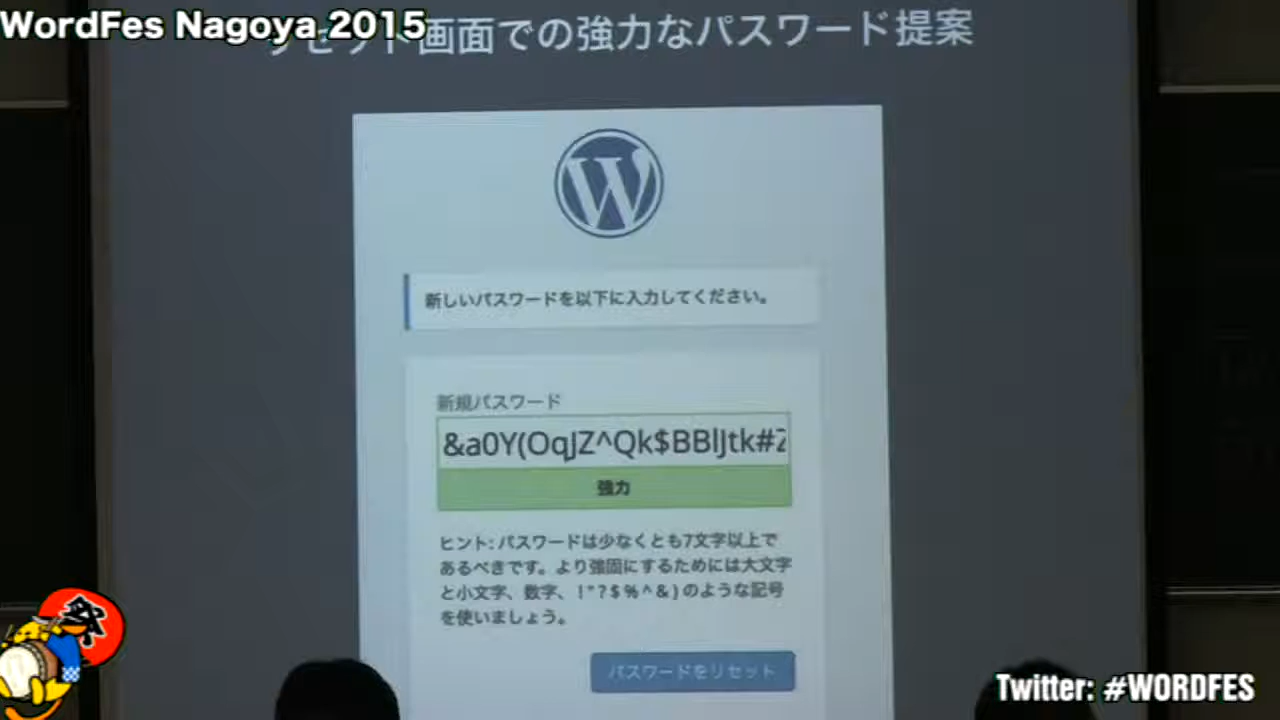 WordFes Nagoya 2015
リセット画面での強力なパスワード提案
W
新しいパスワードを以下に入力してください。
新規パスワード
&a0Y(OqJZ^Qk$BBlJtk#Z
強力
ヒント: パスワードは少なくとも7文字以上で
あるべきです。より強固にするためには大文字
と小文字、数字、 ! " ? $ % ^ & ) のような記号
を使いましょう。
パスワードをリセット
祭
Twitter: #WORDFES